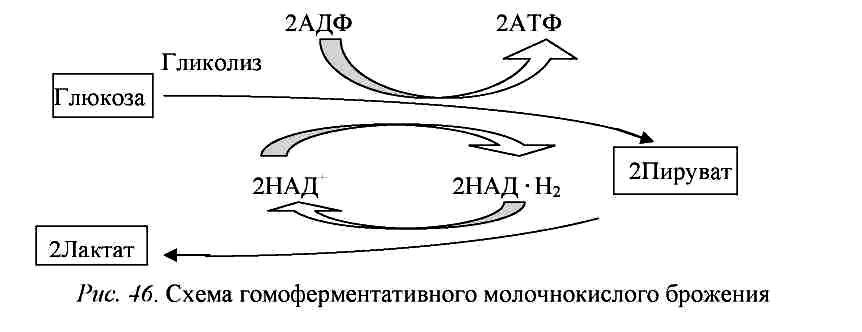 2АДФ 2АТФ
Гликолиз
Глюкоза
2Пируват
2НАД⁺ 2НАД · Н₂
2Лактат
Рис. 46. Схема гомоферментативного молочнокислого брожения